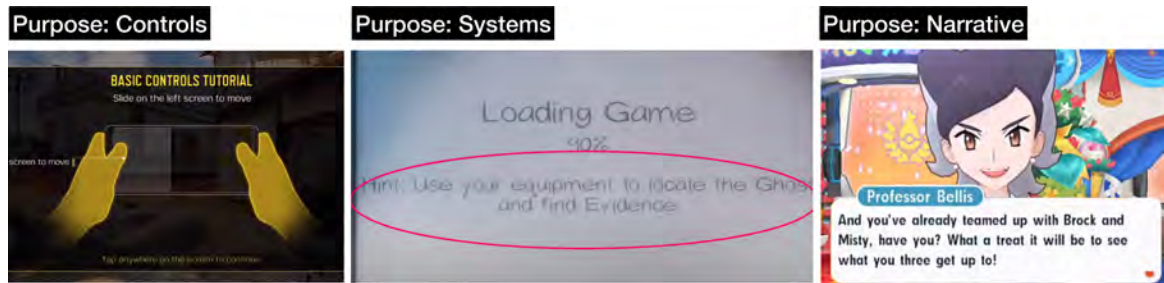 Purpose: Controls
BASIC CONTROLS TUTORIAL
Slide on the left screen to move
screen to move
Tap anywhere on the screen to continue
Purpose: Systems
Loading Game
90%
Hint: Use your equipment to locate the Ghost
and find Evidence
Purpose: Narrative
Professor Bellis
And you've already teamed up with Brock and
Misty, have you? What a treat it will be to see
what you three get up to!